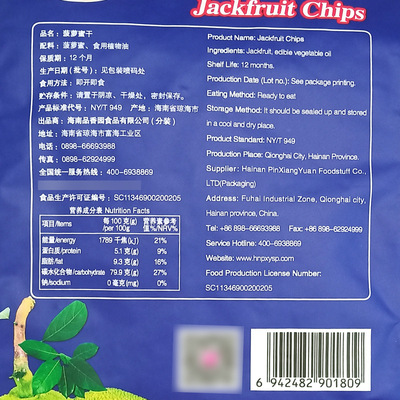 Jackfruit Chips
品名：菠萝蜜干
配料：菠萝蜜、食用植物油
保质期：12 个月
生产日期（批号）：见包装喷码处
食用方法：即开即食
贮存条件：请置于阴凉、干燥处，密封保存。
产品标准代号：NY/T 949 产地：海南省琼海市
出品商：海南品香园食品有限公司（分装）
地址：海南省琼海市富海工业区
电话：0898-66663988
传真：0898-62924999
全国统一服务热线：400-6938869
食品生产许可证编号：SC11346900200205
营养成分表 Nutrition Facts
项目/Items 每 100 克(g) /per 100g 营养素参考值%/NRV%
能量/energy 1789 千焦(kJ) 21%
蛋白质/protein 5.1 克(g) 9%
脂肪/fat 9.3 克(g) 16%
碳水化合物/carbohydrate 79.9 克(g) 27%
钠/sodium 0 毫克(mg) 0%
Product Name: Jackfruit Chips
Ingredients: Jackfruit, edible vegetable oil
Shelf Life: 12 months.
Production Date (Lot no.): See package printing.
Eating Method: Ready to eat
Storage Method: It should be sealed up and stored
in a cool and dry place.
Product Standard: NY/T 949
Production Place: Qionghai City, Hainan Province.
Supplier: Hainan PinXiangYuan Foodstuff Co.,
LTD(Packaging)
Address: Fuhai Industrial Zone, Qionghai city,
Hainan province, China.
Tel: +86 898-66663988 Fax: +86 898-62924999
Service Hotline: 400-6938869
Website: www.hnpxysp.com
Food Production License Number:
SC11346900200205
6 942482 901809